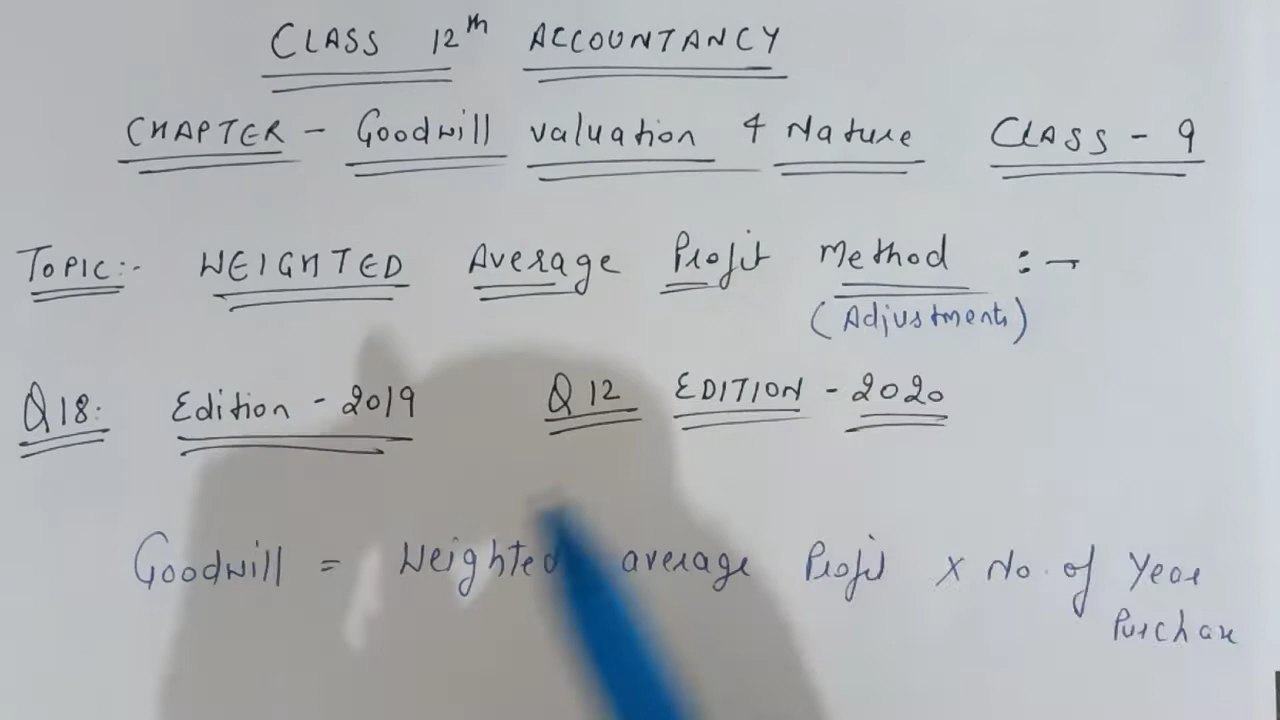 CLASS 12th ACCOUNTANCY
CHAPTER - Goodwill valuation & Nature CLASS - 9
TOPIC:- WEIGHTED Average Profit Method :-
(Adjustments)
Q18: Edition - 2019 Q12 EDITION - 2020
Goodwill = Weighted average Profit x No. of Year
Purchase